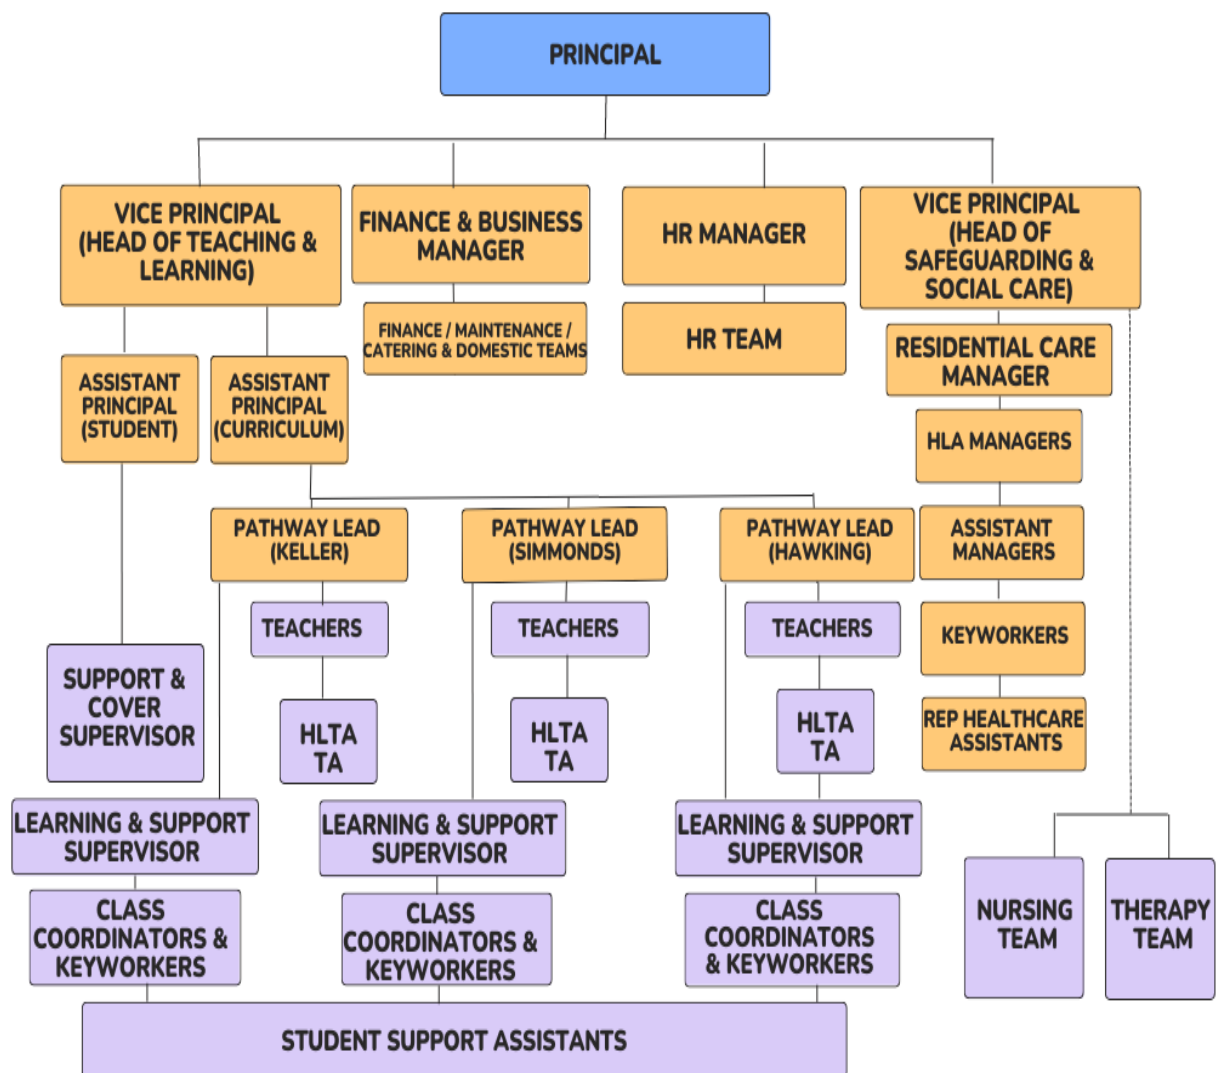 PRINCIPAL
VICE PRINCIPAL
(HEAD OF TEACHING &
LEARNING)
FINANCE & BUSINESS
MANAGER
HR MANAGER
VICE PRINCIPAL
(HEAD OF
SAFEGUARDING &
SOCIAL CARE)
FINANCE / MAINTENANCE /
CATERING & DOMESTIC TEAMS
HR TEAM
RESIDENTIAL CARE
MANAGER
ASSISTANT
PRINCIPAL
(STUDENT)
ASSISTANT
PRINCIPAL
(CURRICULUM)
HLA MANAGERS
PATHWAY LEAD
(KELLER)
PATHWAY LEAD
(SIMMONDS)
PATHWAY LEAD
(HAWKING)
ASSISTANT
MANAGERS
TEACHERS
TEACHERS
TEACHERS
KEYWORKERS
SUPPORT &
COVER
SUPERVISOR
HLTA
TA
HLTA
TA
HLTA
TA
REP HEALTHCARE
ASSISTANTS
LEARNING & SUPPORT
SUPERVISOR
LEARNING & SUPPORT
SUPERVISOR
LEARNING & SUPPORT
SUPERVISOR
CLASS
COORDINATORS &
KEYWORKERS
CLASS
COORDINATORS &
KEYWORKERS
CLASS
COORDINATORS
& KEYWORKERS
NURSING
TEAM
THERAPY
TEAM
STUDENT SUPPORT ASSISTANTS